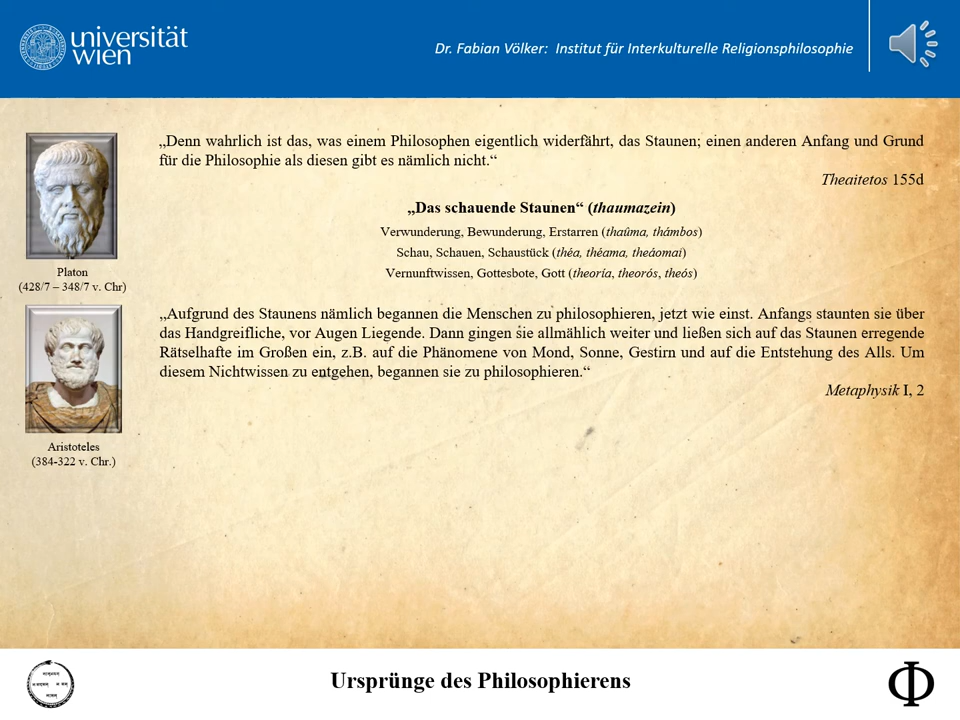 universität
wien
Dr. Fabian Völker: Institut für Interkulturelle Religionsphilosophie
„Denn wahrlich ist das, was einem Philosophen eigentlich widerfährt, das Staunen; einen anderen Anfang und Grund
für die Philosophie als diesen gibt es nämlich nicht.“
Theaitetos 155d
„Das schauende Staunen“ (thaumazein)
Verwunderung, Bewunderung, Erstarren (thaûma, thámbos)
Schau, Schauen, Schaustück (théa, théama, theáomai)
Vernunftwissen, Gottesbote, Gott (theoría, theorós, theós)
Platon
(428/7 – 348/7 v. Chr)
„Aufgrund des Staunens nämlich begannen die Menschen zu philosophieren, jetzt wie einst. Anfangs staunten sie über
das Handgreifliche, vor Augen Liegende. Dann gingen sie allmählich weiter und ließen sich auf das Staunen erregende
Rätselhafte im Großen ein, z.B. auf die Phänomene von Mond, Sonne, Gestirn und auf die Entstehung des Alls. Um
diesem Nichtwissen zu entgehen, begannen sie zu philosophieren.“
Metaphysik I, 2
Aristoteles
(384-322 v. Chr.)
Ursprünge des Philosophierens
Φ